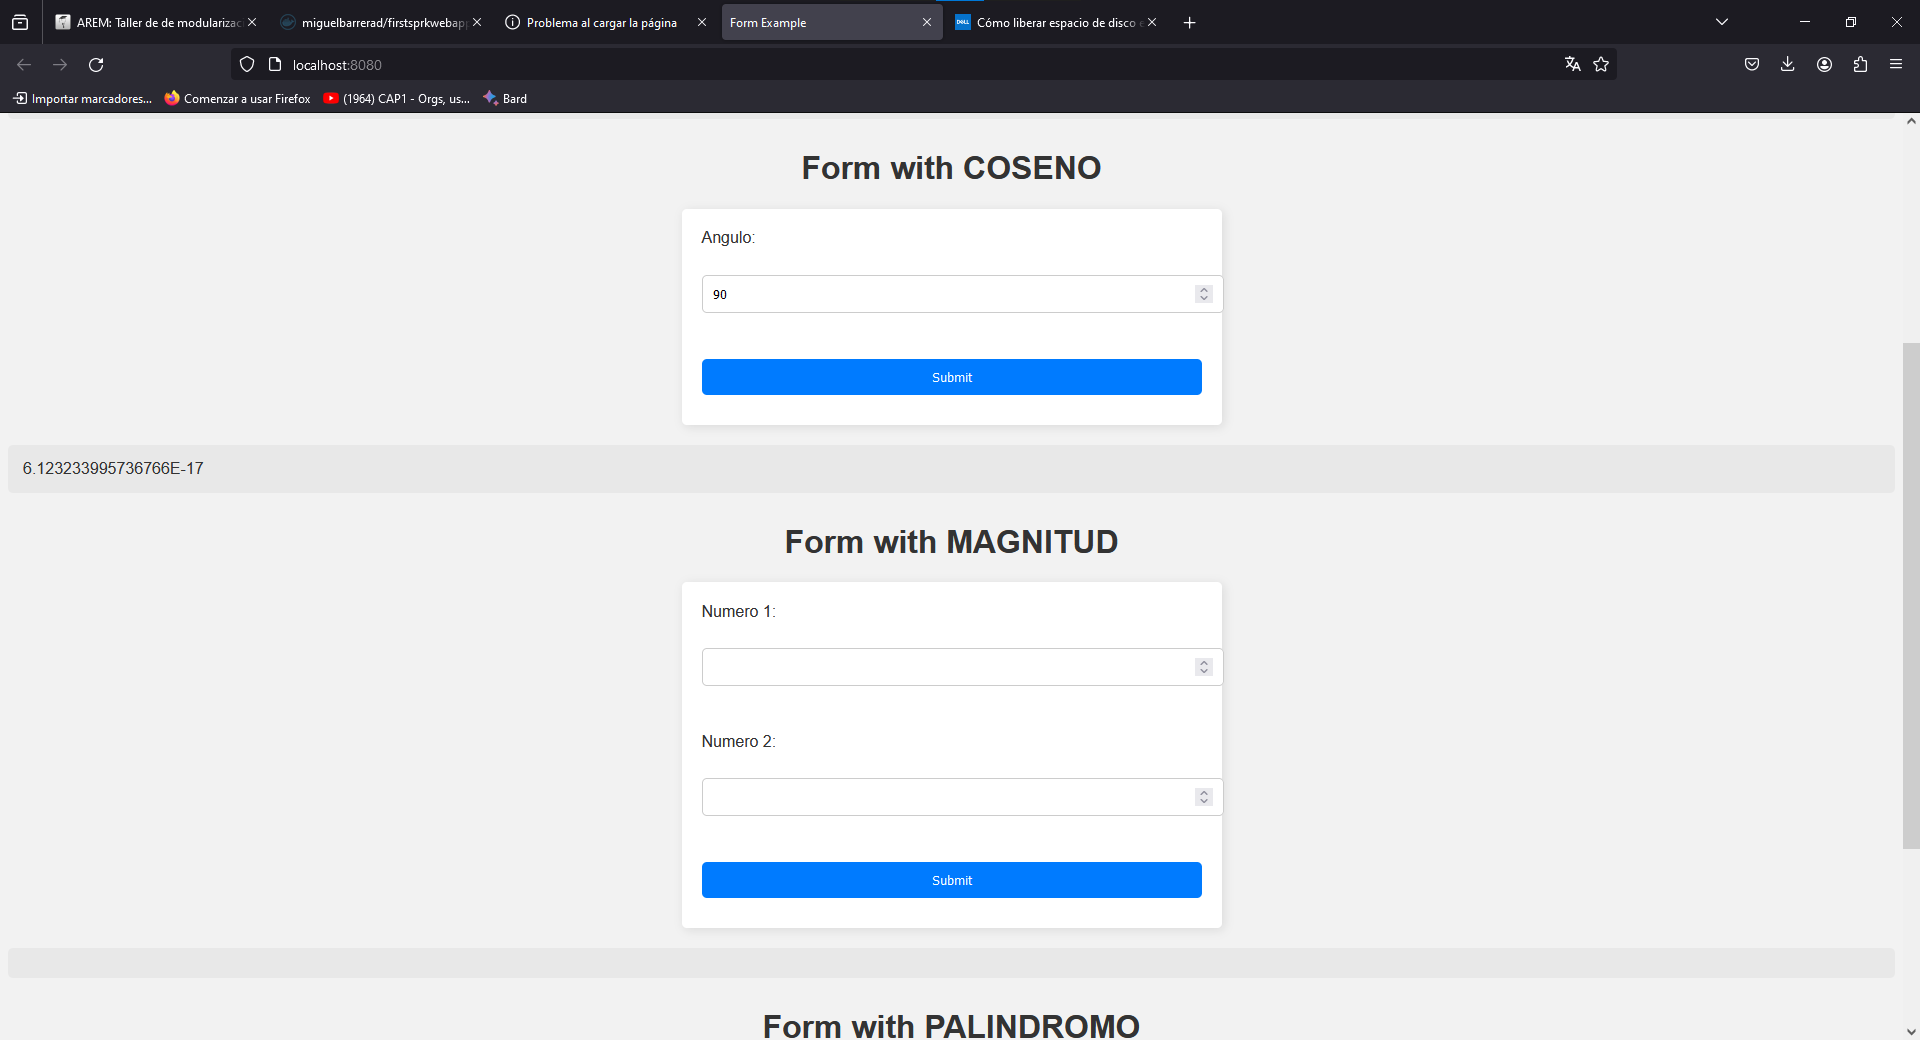 AREM: Taller de de modularizac
miguelbarrerad/firstsprkwebapp
Problema al cargar la página
Form Example
DELL
Cómo liberar espacio de disco e
localhost:8080
Importar marcadores...
Comenzar a usar Firefox
(1964) CAP1 - Orgs, us...
Bard
Form with COSENO
Angulo:
90
Submit
6.123233995736766E-17
Form with MAGNITUD
Numero 1:
Numero 2:
Submit
Form with PALINDROMO